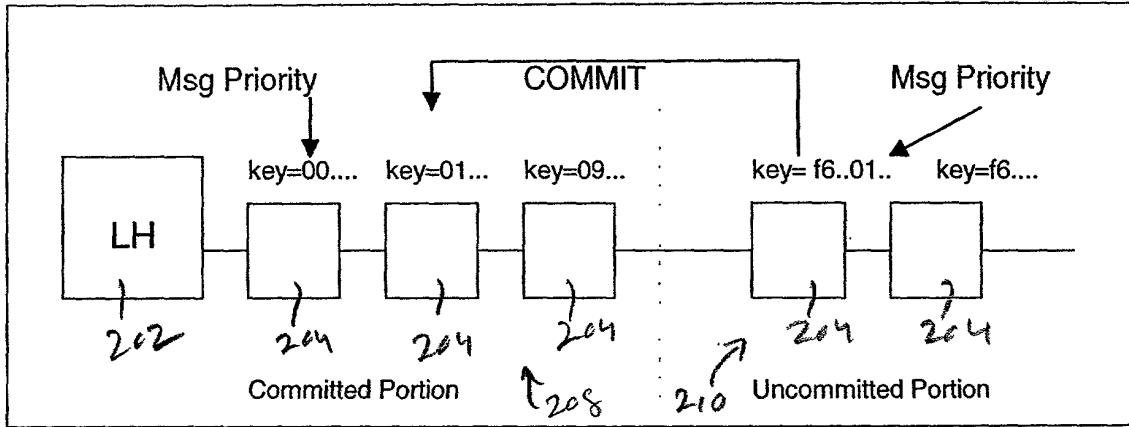 Msg Priority COMMIT Msg Priority
key=00.... key=01... key=09... key= f6..01.. key=f6....
LH
202 204 204 204 204 204
Committed Portion 208 210 Uncommitted Portion